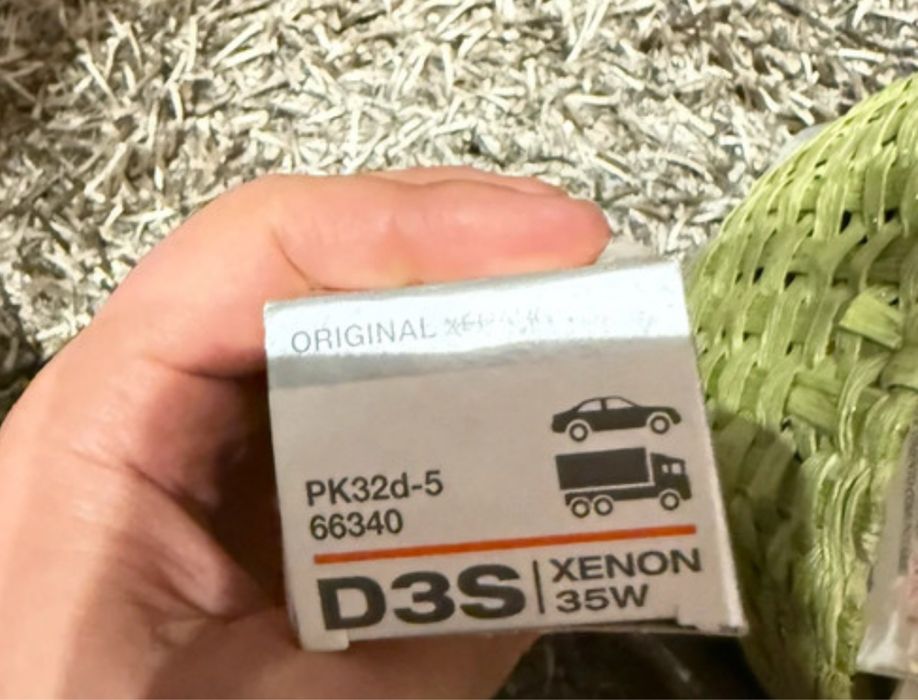 ORIGINAL
PK32d-5
66340
D3S
XENON
35W